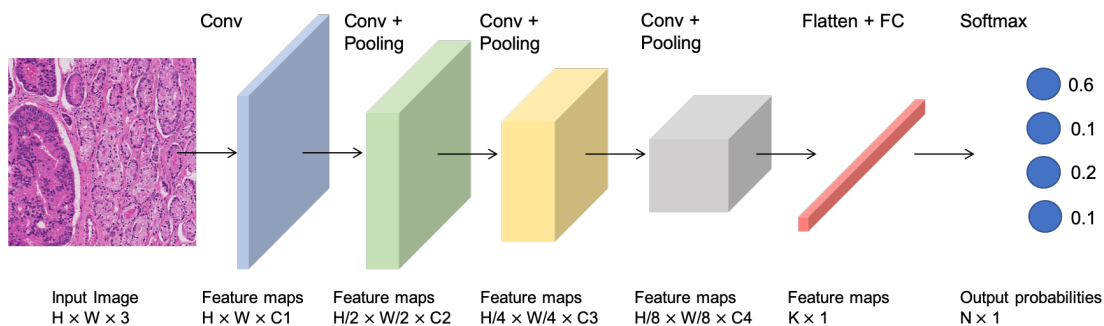 Conv
Conv +
Pooling
Conv +
Pooling
Conv +
Pooling
Flatten + FC
Softmax
0.6
0.1
0.2
0.1
Input Image
H × W × 3
Feature maps
H × W × C1
Feature maps
H/2 × W/2 × C2
Feature maps
H/4 × W/4 × C3
Feature maps
H/8 × W/8 × C4
Feature maps
K × 1
Output probabilities
N × 1